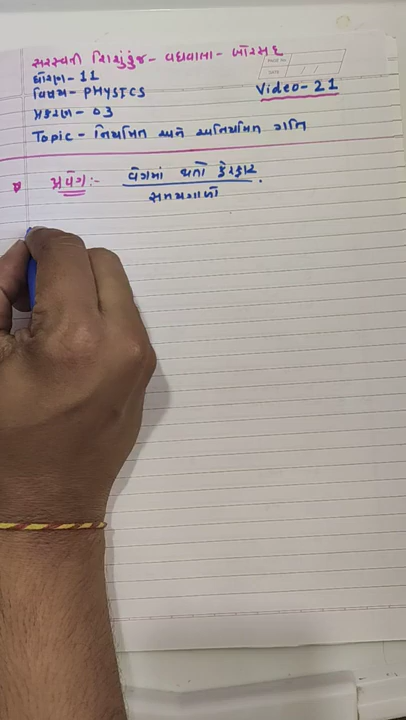 સરસ્વતી શિશુકુંજ - વધવાલા - બોરસદ
ધોરણ - 11
વિષય - PHYSICS
Video - 21
પ્રકરણ - 03
Topic - નિયમિત અને અનિયમિત ગતિ
પ્રવેગ :- વેગમાં થતો ફેરફાર
સમયગાળો